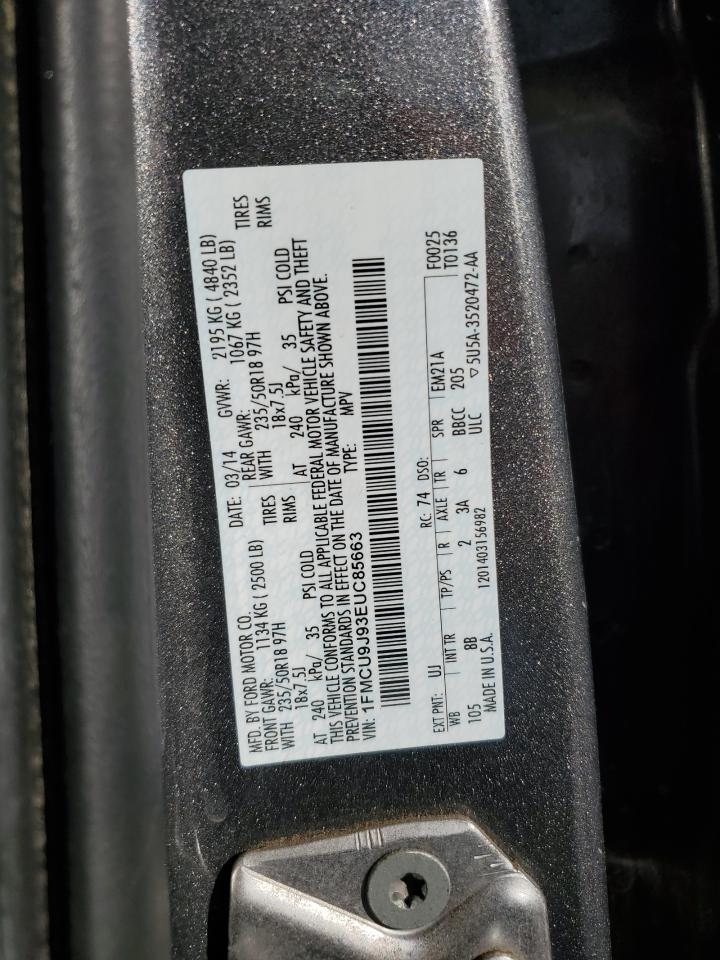 MFD. BY FORD MOTOR CO. DATE: 03/14 GVWR: 2195 KG ( 4840 LB)
FRONT GAWR: 1134 KG ( 2500 LB) REAR GAWR: 1067 KG ( 2352 LB)
WITH 235/50R18 97H TIRES WITH 235/50R18 97H TIRES
18x7.5J RIMS 18x7.5J RIMS
AT 240 kPa/ 35 PSI COLD AT 240 kPa/ 35 PSI COLD
THIS VEHICLE CONFORMS TO ALL APPLICABLE FEDERAL MOTOR VEHICLE SAFETY AND THEFT
PREVENTION STANDARDS IN EFFECT ON THE DATE OF MANUFACTURE SHOWN ABOVE.
VIN: 1FMCU9J93EUC85663 TYPE: MPV
EXT PNT: UJ RC: 74 DSO: F0025
WB INT TR TP/PS R AXLE TR SPR EM21A T0136
105 8B 2 3A 6 BBCC 205
MADE IN U.S.A. 1201403156982 ULC ▽5U5A-3520472-AA